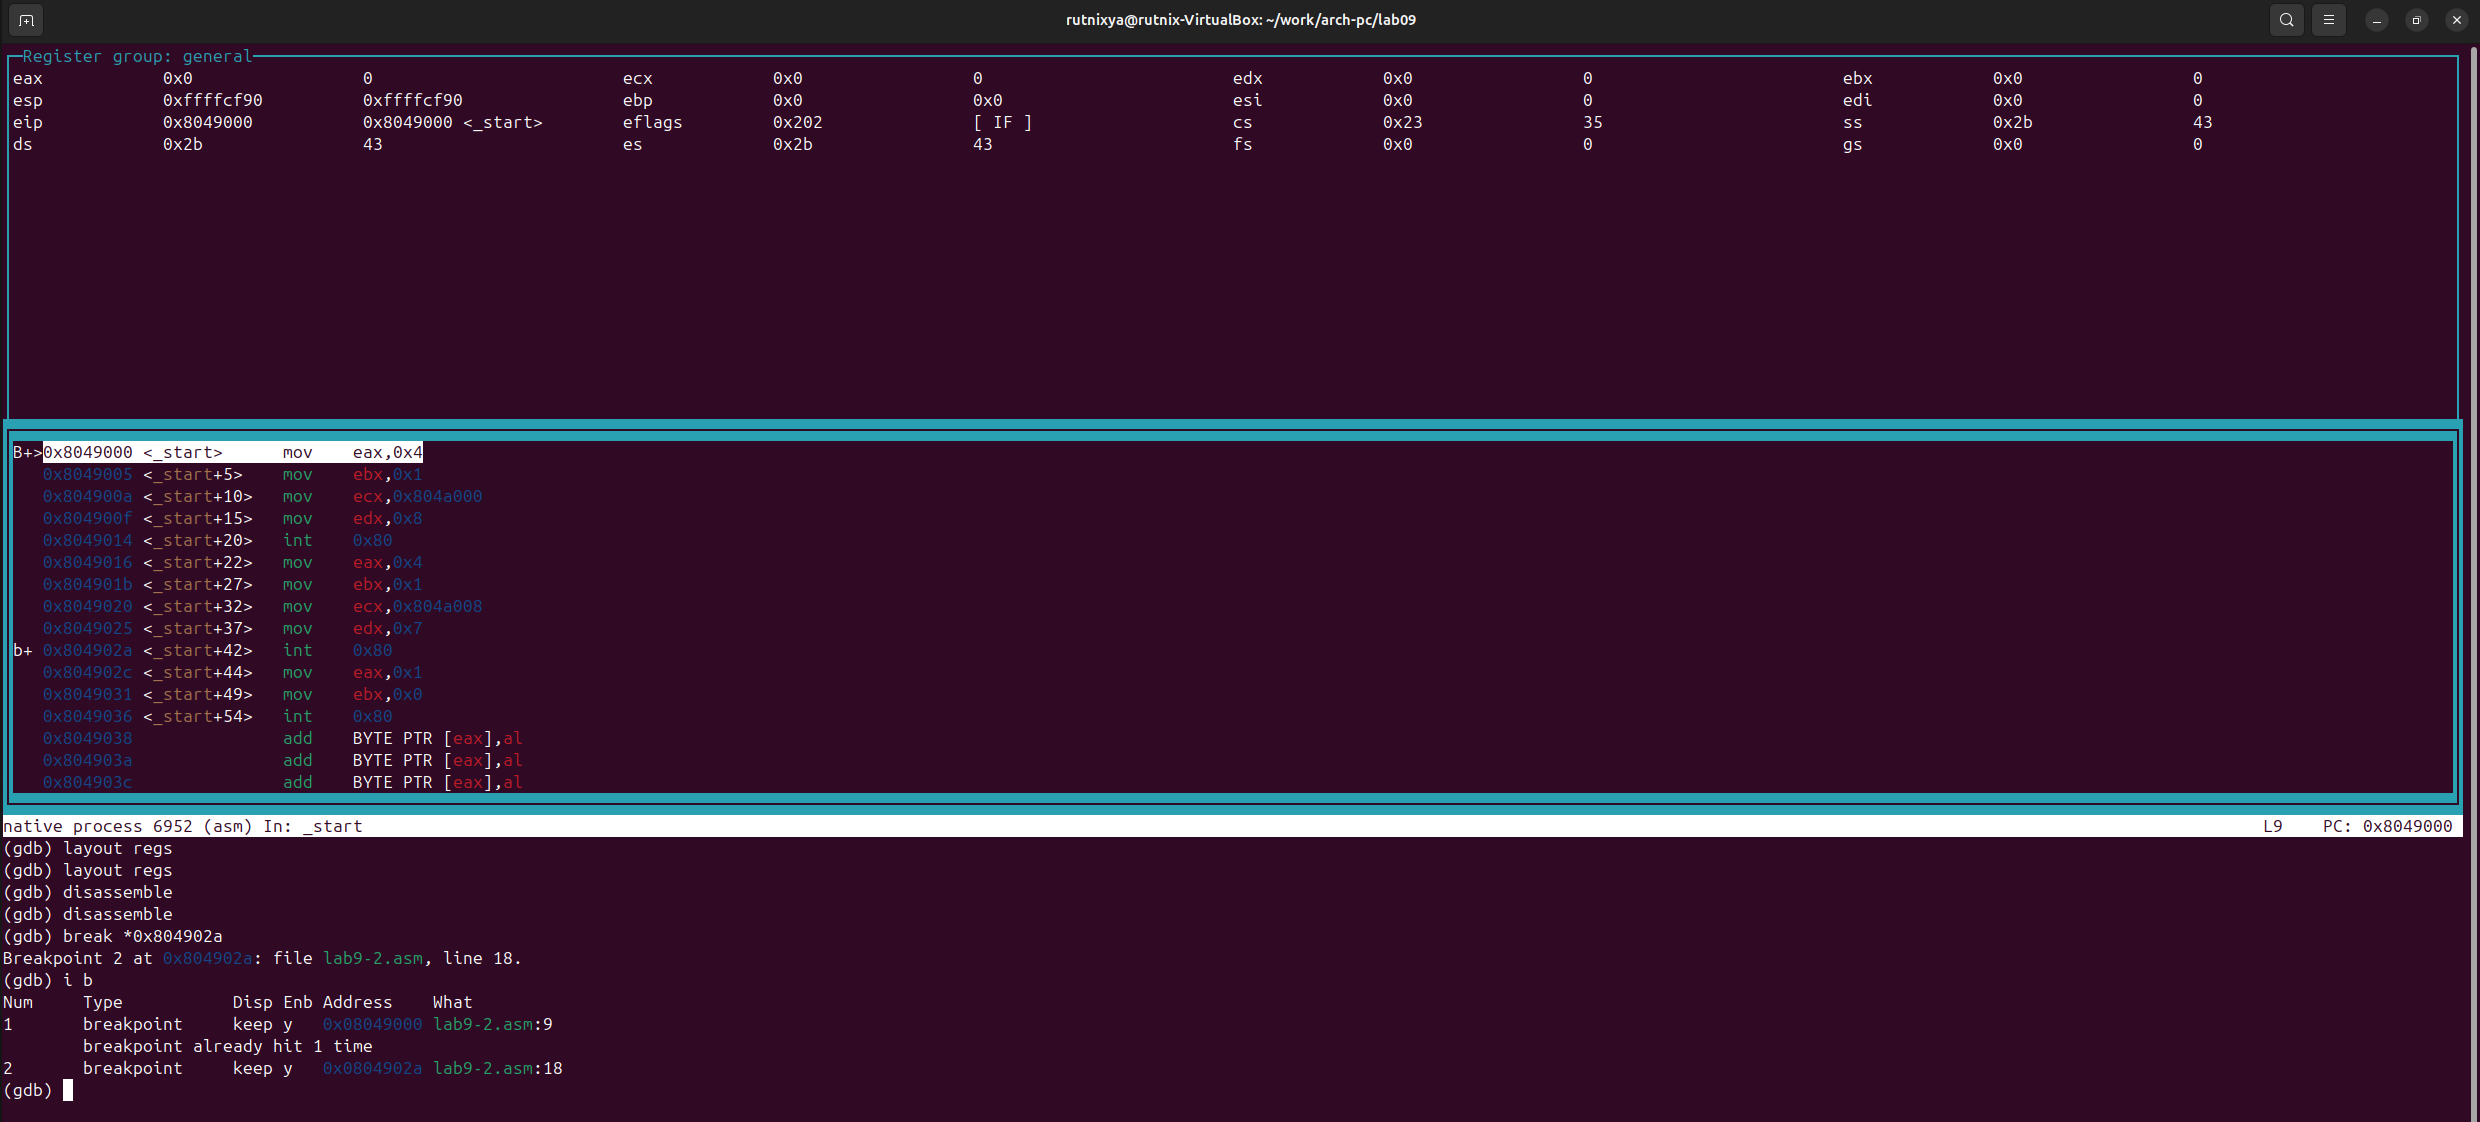 rutnixya@rutnix-VirtualBox: ~/work/arch-pc/lab09
Register group: general
eax 0x0 0 ecx 0x0 0 edx 0x0 0 ebx 0x0 0
esp 0xffffcf90 0xffffcf90 ebp 0x0 0x0 esi 0x0 0 edi 0x0 0
eip 0x8049000 0x8049000 <_start> eflags 0x202 [ IF ] cs 0x23 35 ss 0x2b 43
ds 0x2b 43 es 0x2b 43 fs 0x0 0 gs 0x0 0
B+>0x8049000 <_start> mov eax,0x4
0x8049005 <_start+5> mov ebx,0x1
0x804900a <_start+10> mov ecx,0x804a000
0x804900f <_start+15> mov edx,0x8
0x8049014 <_start+20> int 0x80
0x8049016 <_start+22> mov eax,0x4
0x804901b <_start+27> mov ebx,0x1
0x8049020 <_start+32> mov ecx,0x804a008
0x8049025 <_start+37> mov edx,0x7
b+ 0x804902a <_start+42> int 0x80
0x804902c <_start+44> mov eax,0x1
0x8049031 <_start+49> mov ebx,0x0
0x8049036 <_start+54> int 0x80
0x8049038 add BYTE PTR [eax],al
0x804903a add BYTE PTR [eax],al
0x804903c add BYTE PTR [eax],al
native process 6952 (asm) In: _start L9 PC: 0x8049000
(gdb) layout regs
(gdb) layout regs
(gdb) disassemble
(gdb) disassemble
(gdb) break *0x804902a
Breakpoint 2 at 0x804902a: file lab9-2.asm, line 18.
(gdb) i b
Num Type Disp Enb Address What
1 breakpoint keep y 0x08049000 lab9-2.asm:9
breakpoint already hit 1 time
2 breakpoint keep y 0x0804902a lab9-2.asm:18
(gdb)